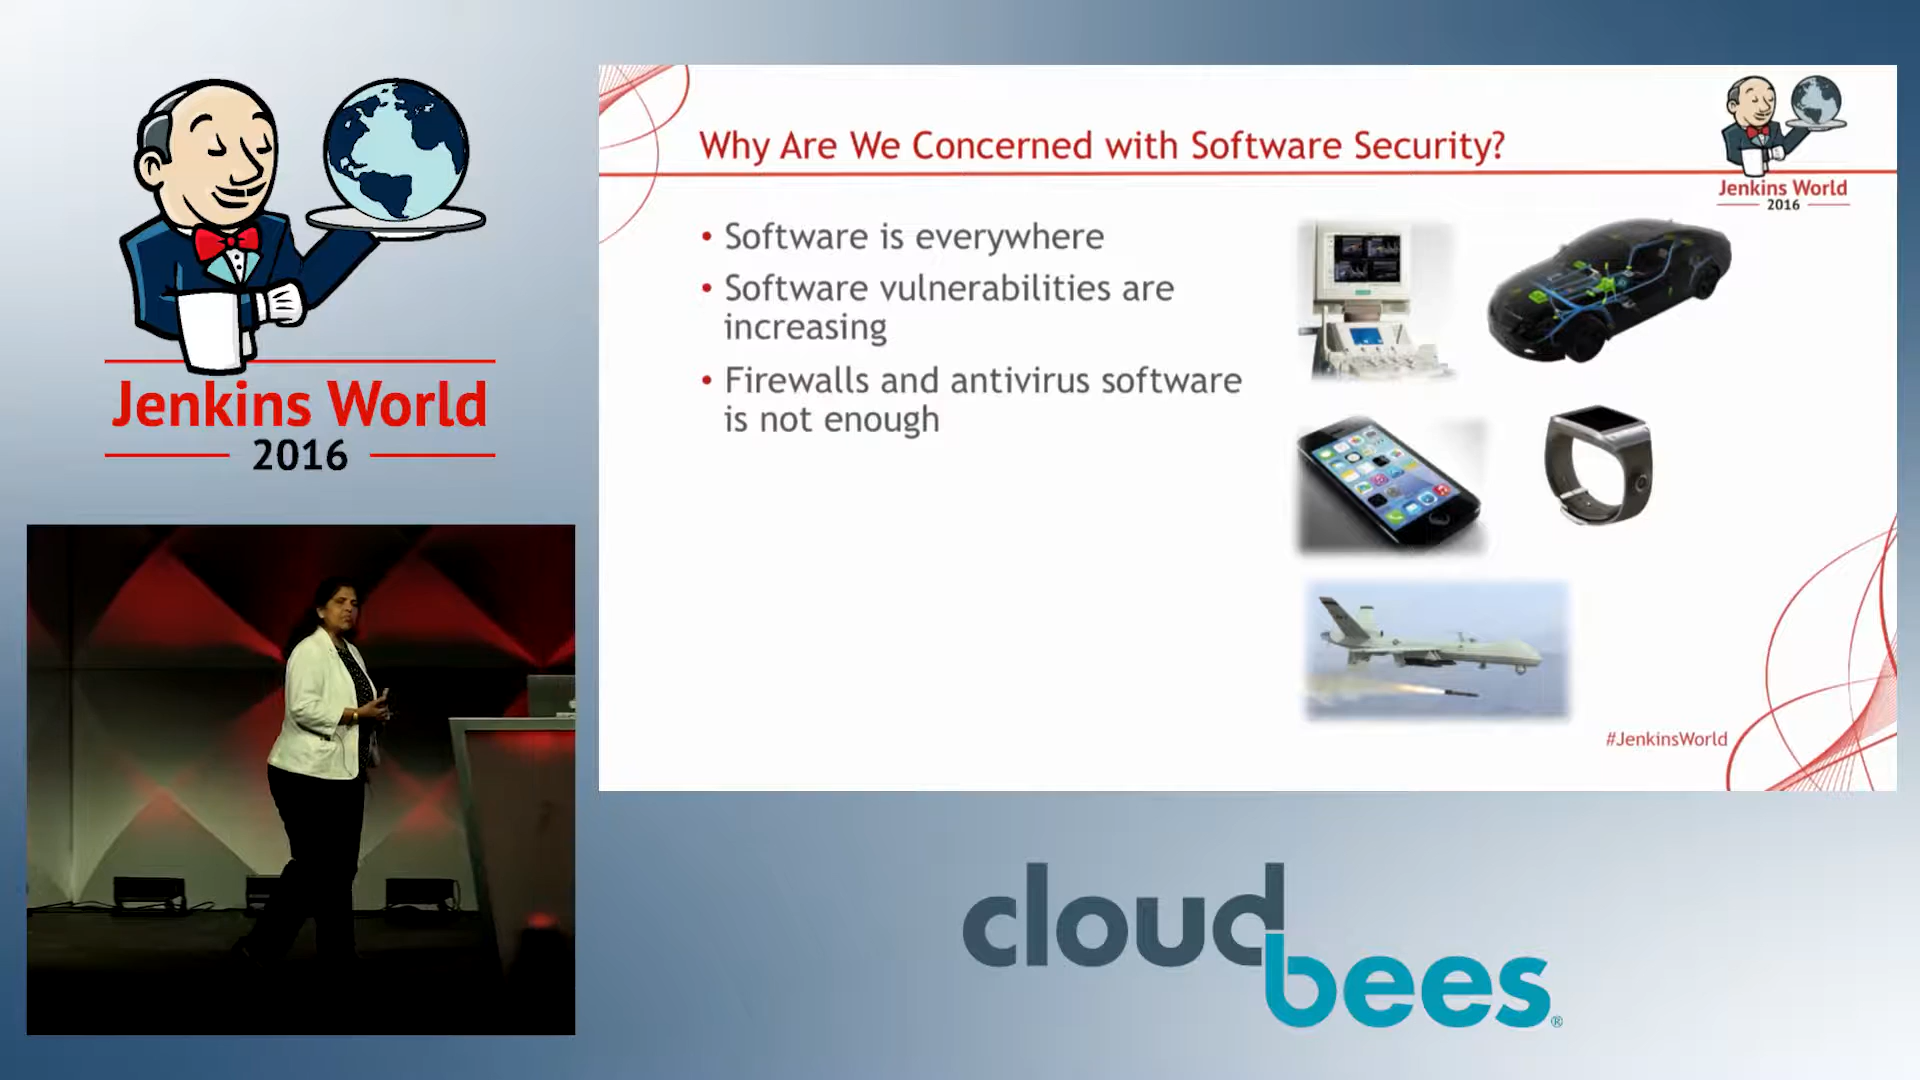 Jenkins World
2016
Why Are We Concerned with Software Security?
Jenkins World
2016
• Software is everywhere
• Software vulnerabilities are
increasing
• Firewalls and antivirus software
is not enough
#JenkinsWorld
cloud
bees®